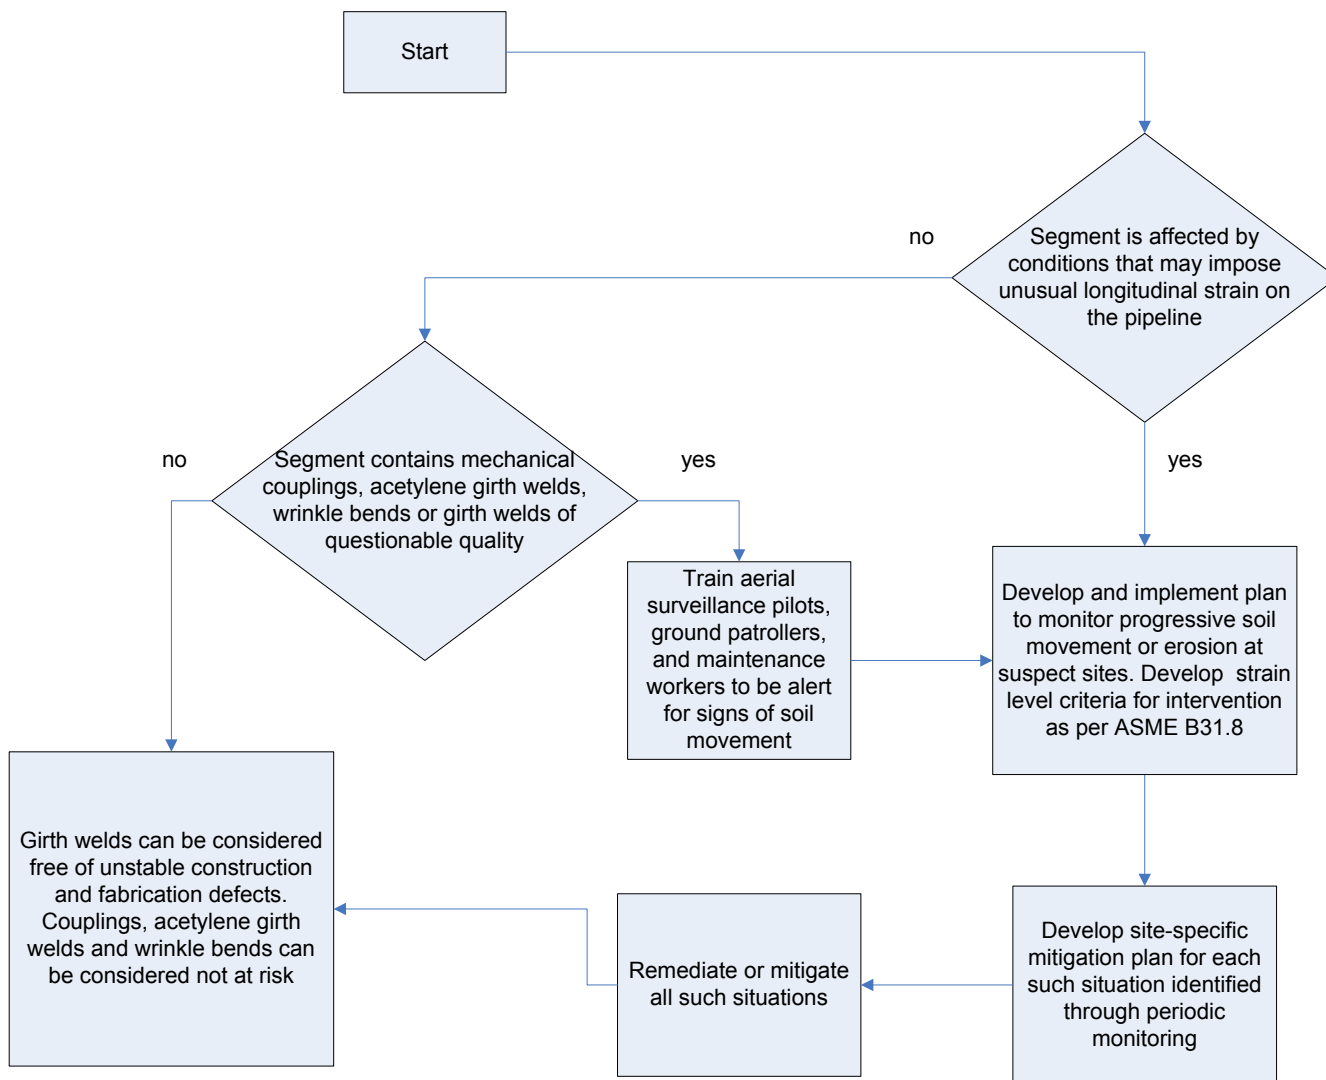 Start
no
Segment is affected by
conditions that may impose
unusual longitudinal strain on
the pipeline
no
Segment contains mechanical
couplings, acetylene girth welds,
wrinkle bends or girth welds of
questionable quality
yes
yes
Train aerial
surveillance pilots,
ground patrollers,
and maintenance
workers to be alert
for signs of soil
movement
Develop and implement plan
to monitor progressive soil
movement or erosion at
suspect sites. Develop strain
level criteria for intervention
as per ASME B31.8
Girth welds can be considered
free of unstable construction
and fabrication defects.
Couplings, acetylene girth
welds and wrinkle bends can
be considered not at risk
Remediate or mitigate
all such situations
Develop site-specific
mitigation plan for each
such situation identified
through periodic
monitoring